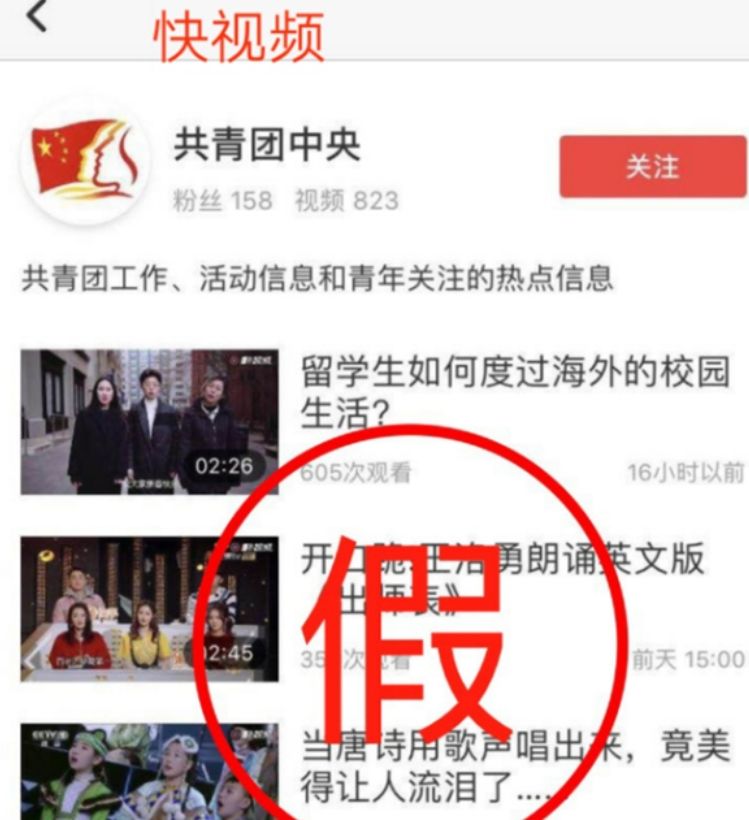 快视频
共青团中央
关注
粉丝 158 视频 823
共青团工作、活动信息和青年关注的热点信息
留学生如何度过海外的校园
生活?
02:26
605次观看
16小时以前
开口跪!王洛勇朗诵英文版
出师表》
2:45
35 次观看
前天 15:00
假
当唐诗用歌声唱出来，竟美
得让人流泪了.....
CCTV